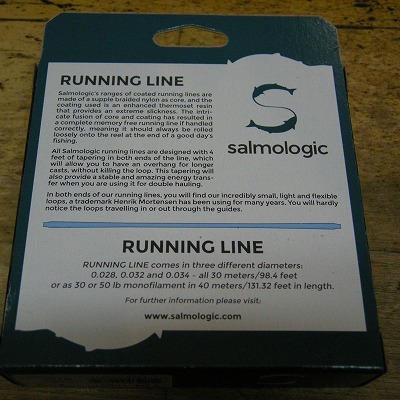 RUNNING LINE
Salmologic's ranges of coated running lines are
made of a supple braided nylon as core, and the
coating used is an enhanced thermoset resin
that provides an extreme slickness. The intri-
cate fusion of core and coating has resulted in
a complete memory free running line if handled
correctly, meaning it should always be rolled
loosely onto the reel at the end of a good day's
fishing.
All Salmologic running lines are designed with 4
feet of tapering in both ends of the line, which
will allow you to have an overhang for longer
casts, without killing the loop. This tapering will
also provide a stable and amazing energy trans-
fer when you are using it for double hauling.
In both ends of our running lines, you will find our incredibly small, light and flexible
loops, a trademark Henrik Mortensen has been using for many years. You will hardly
notice the loops travelling in or out through the guides.
salmologic
RUNNING LINE
RUNNING LINE comes in three different diameters:
0.028, 0.032 and 0.034 - all 30 meters/98.4 feet
or as 30 or 50 lb monofilament in 40 meters/131.32 feet in length.
For further information please visit:
www.salmologic.com